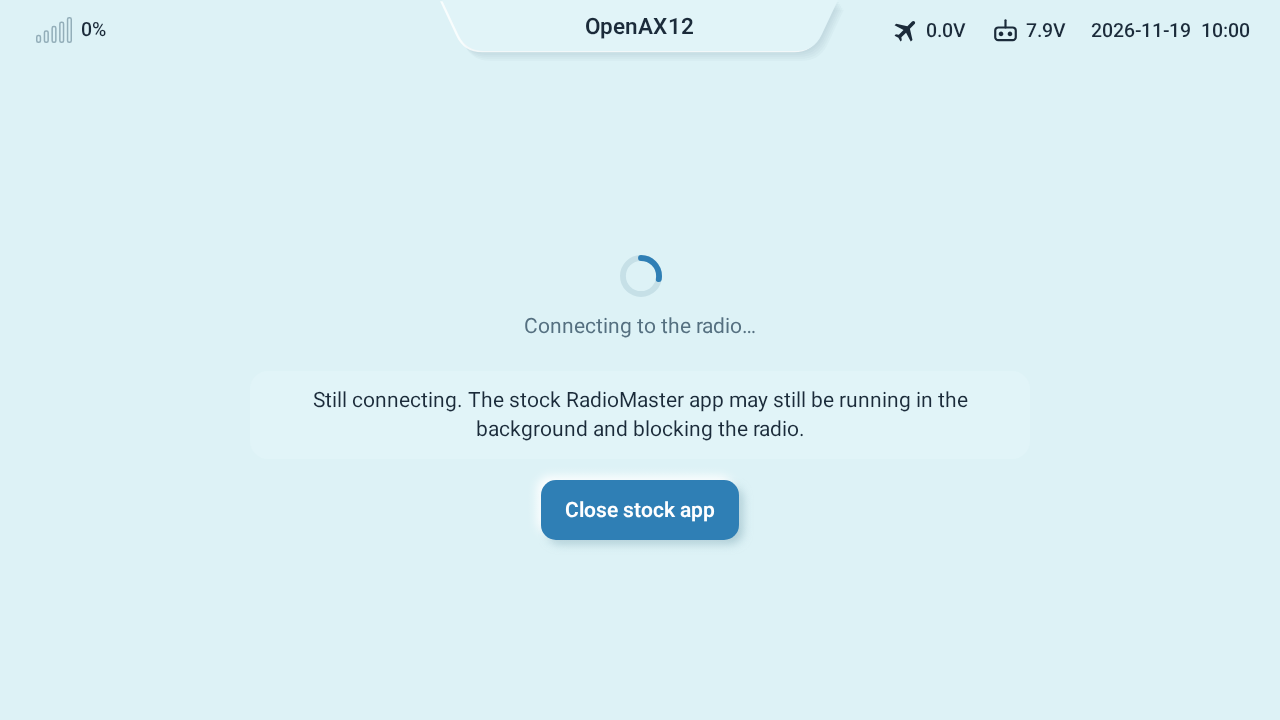 0%
OpenAX12
0.0V
7.9V
2026-11-19 10:00
Connecting to the radio…
Still connecting. The stock RadioMaster app may still be running in the
background and blocking the radio.
Close stock app